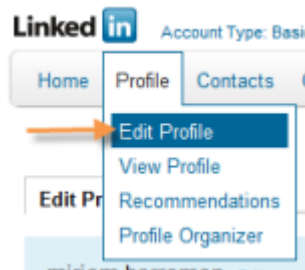 Linked in Account Type: Basi
Home Profile Contacts
Edit Profile
View Profile
Edit Pr Recommendations
Profile Organizer